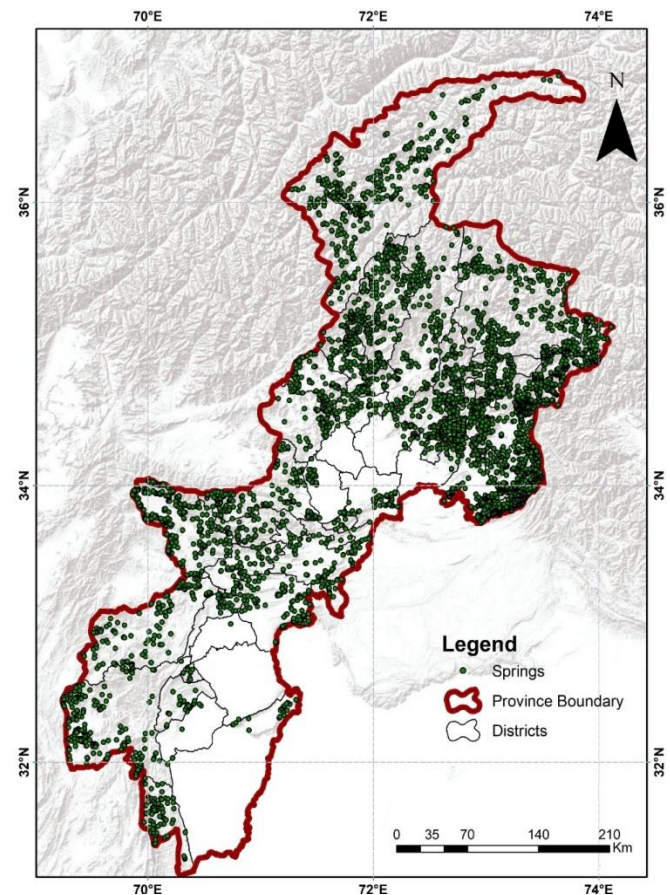 70°E 72°E 74°E
N
36°N 36°N
34°N 34°N
Legend
Springs
Province Boundary
Districts
32°N 32°N
0 35 70 140 210
Km
70°E 72°E 74°E